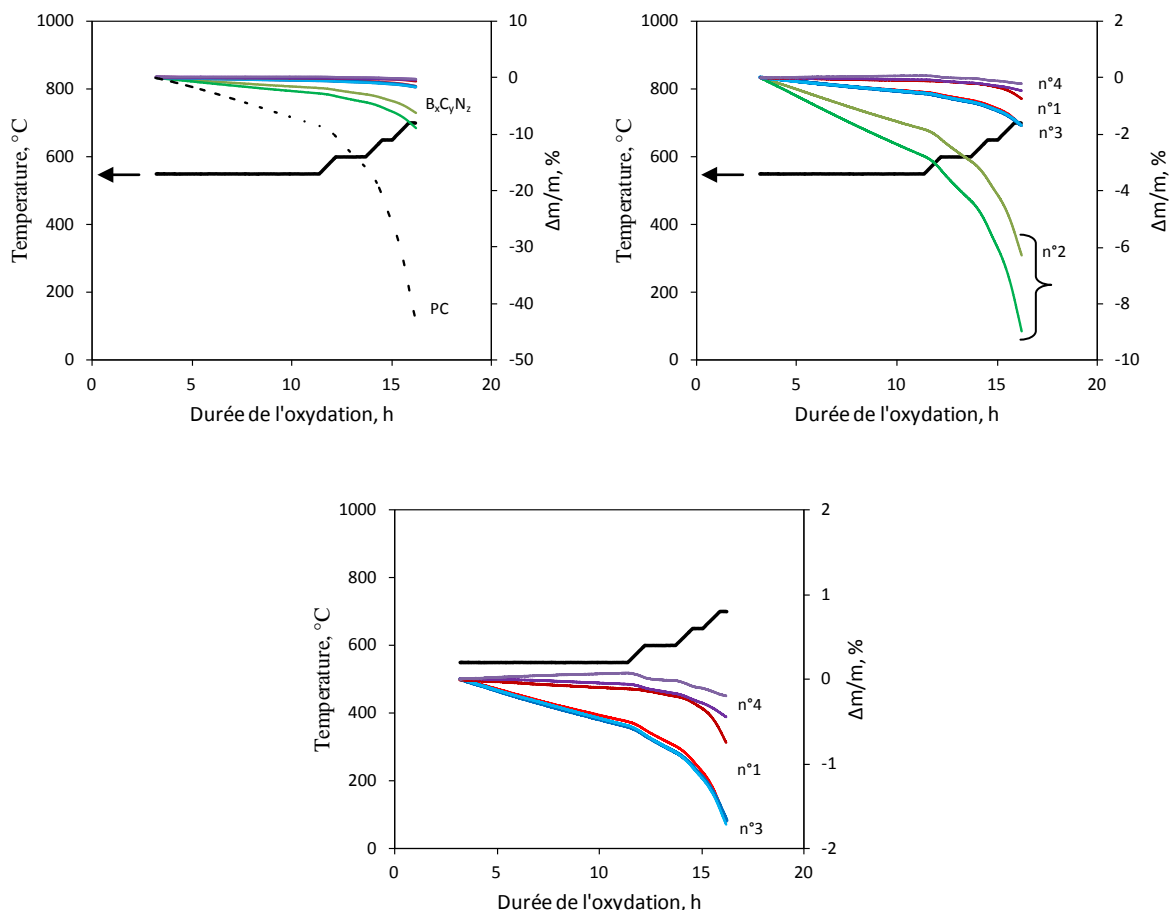 1000
800
600
400
200
0
Temperature, °C
0
5
10
15
20
Durée de l'oxydation, h
10
0
-10
-20
-30
-40
-50
Δm/m, %
BxCyNz
PC
1000
800
600
400
200
0
Temperature, °C
0
5
10
15
20
Durée de l'oxydation, h
2
0
-2
-4
-6
-8
-10
Δm/m, %
n°4
n°1
n°3
n°2
1000
800
600
400
200
0
Temperature, °C
0
5
10
15
20
Durée de l'oxydation, h
2
1
0
-1
-2
Δm/m, %
n°4
n°1
n°3